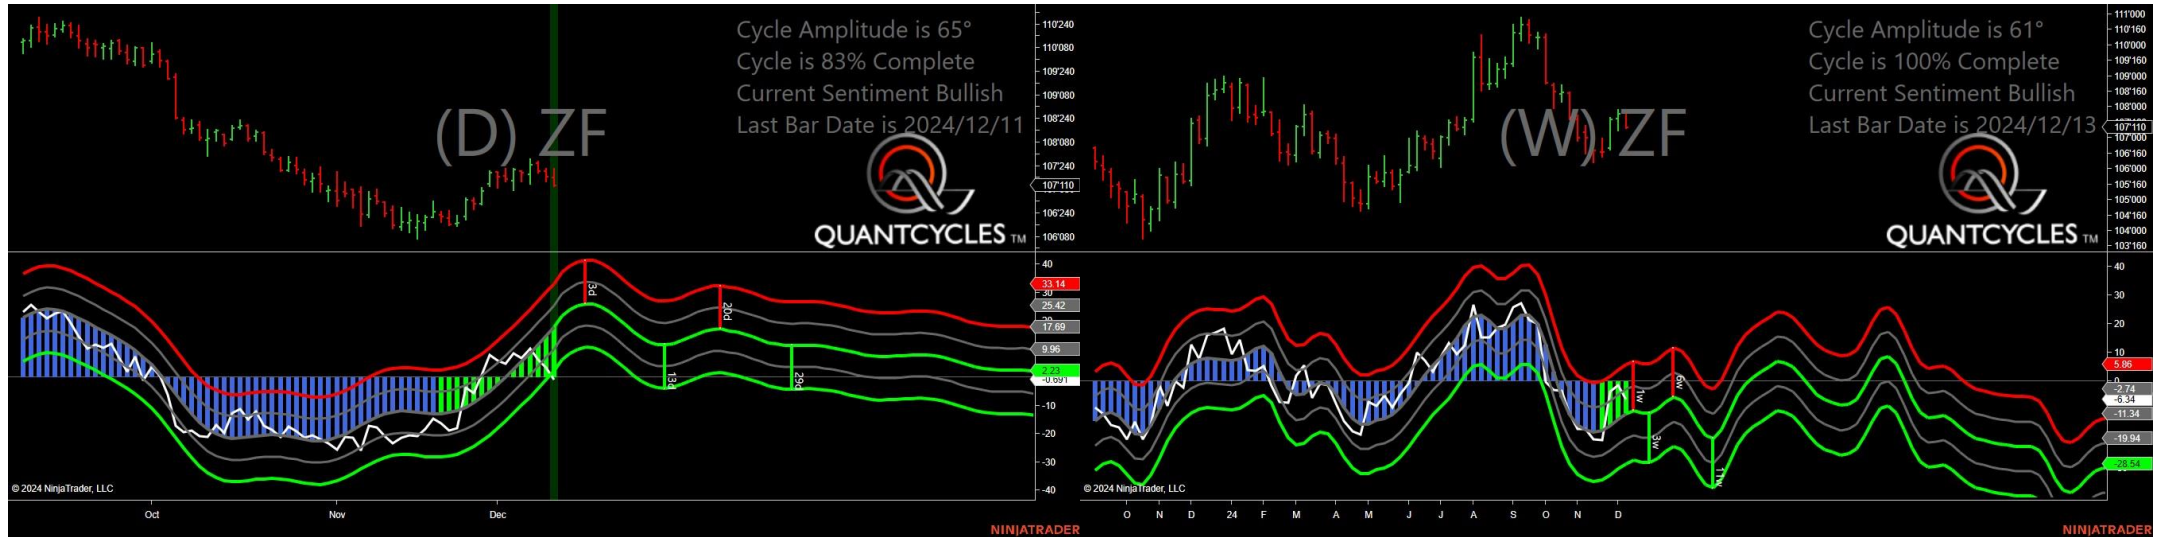 Cycle Amplitude is 65°
Cycle is 83% Complete
Current Sentiment Bullish
Last Bar Date is 2024/12/11
(D) ZF
QUANTCYCLES TM
110'240
110'080
109'240
109'080
108'240
108'080
107'240
107'110
106'240
106'080
40
33.14
30
25.42
17.69
9.96
2.23
-0.691
-10
-20
-30
-40
3d
13d
20d
29d
© 2024 NinjaTrader, LLC
Oct Nov Dec
NINJATRADER
Cycle Amplitude is 61°
Cycle is 100% Complete
Current Sentiment Bullish
Last Bar Date is 2024/12/13
(W) ZF
QUANTCYCLES TM
111'000
110'160
110'000
109'160
109'000
108'160
108'000
107'110
107'000
106'160
106'000
105'160
105'000
104'160
104'000
103'160
40
30
20
10
5.86
-2.74
-6.34
-11.34
-19.94
-28.54
1w
3w
6w
11w
© 2024 NinjaTrader, LLC
O N D 24 F M A M J J A S O N D
NINJATRADER